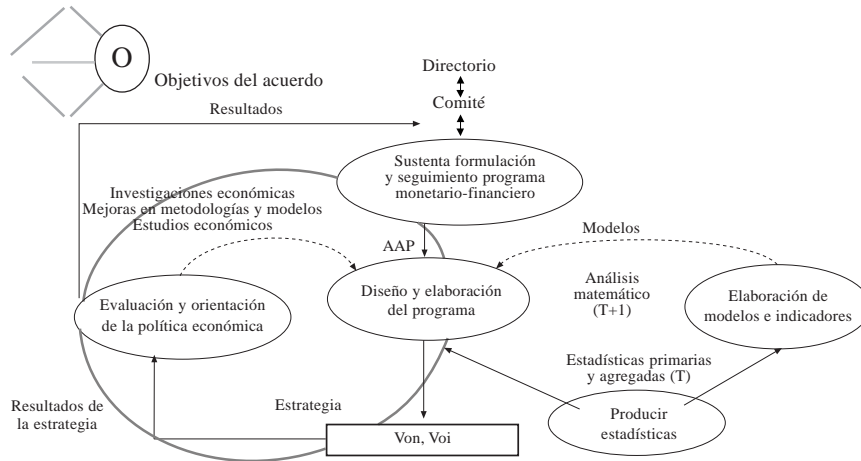 O
Objetivos del acuerdo
Directorio
Comité
Resultados
Sustenta formulación
y seguimiento programa
monetario-financiero
Investigaciones económicas
Mejoras en metodologías y modelos
Estudios económicos
AAP
Modelos
Evaluación y orientación
de la política económica
Diseño y elaboración
del programa
Análisis
matemático
(T+1)
Elaboración de
modelos e indicadores
Estadísticas primarias
y agregadas (T)
Resultados de
la estrategia
Estrategia
Von, Voi
Producir
estadísticas